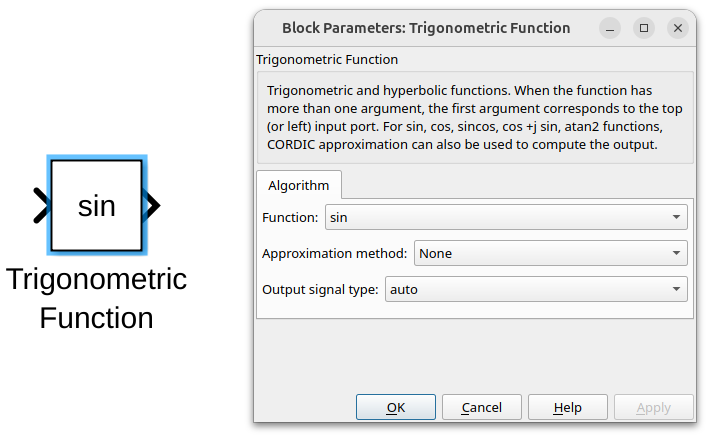 sin
Trigonometric
Function
Block Parameters: Trigonometric Function
Trigonometric Function
Trigonometric and hyperbolic functions. When the function has
more than one argument, the first argument corresponds to the top
(or left) input port. For sin, cos, sincos, cos +j sin, atan2 functions,
CORDIC approximation can also be used to compute the output.
Algorithm
Function: sin
Approximation method: None
Output signal type: auto
OK Cancel Help Apply